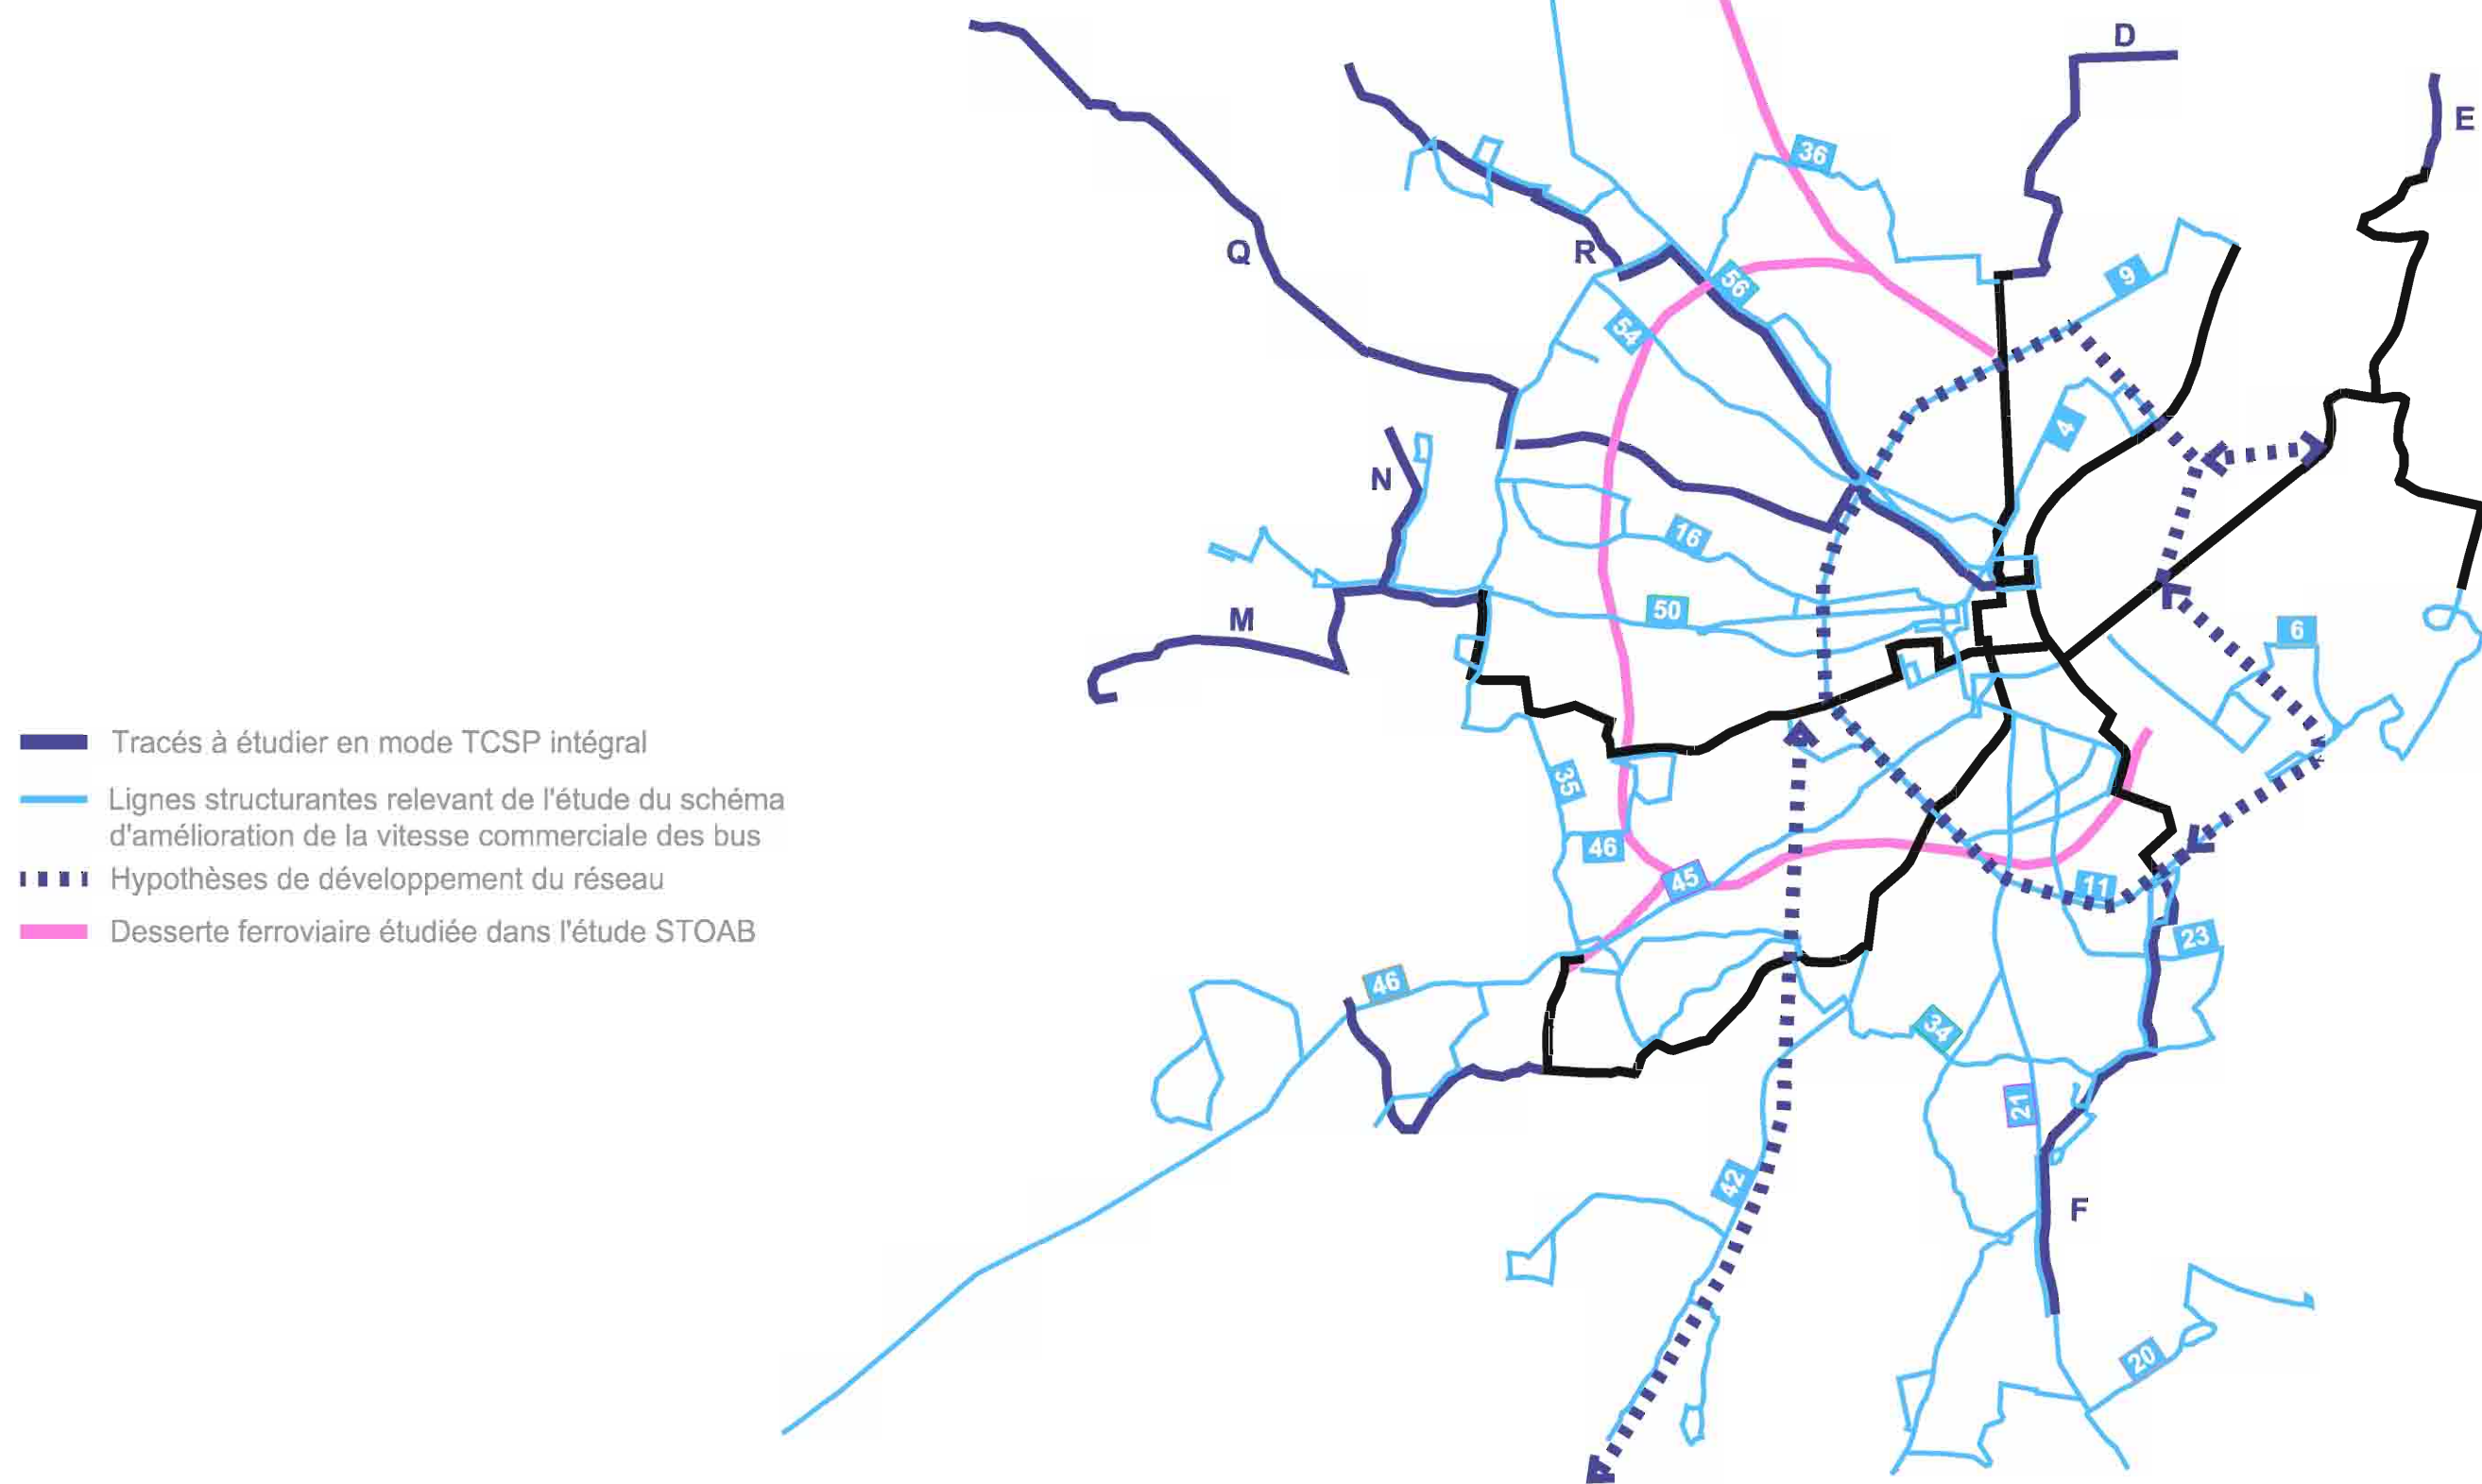 D
E
36
Q
R
56
9
54
4
N
16
50
M
6
Tracés à étudier en mode TCSP intégral
Lignes structurantes relevant de l'étude du schéma
d'amélioration de la vitesse commerciale des bus
Hypothèses de développement du réseau
Desserte ferroviaire étudiée dans l'étude STOAB
35
46
45
11
23
46
34
21
42
F
20